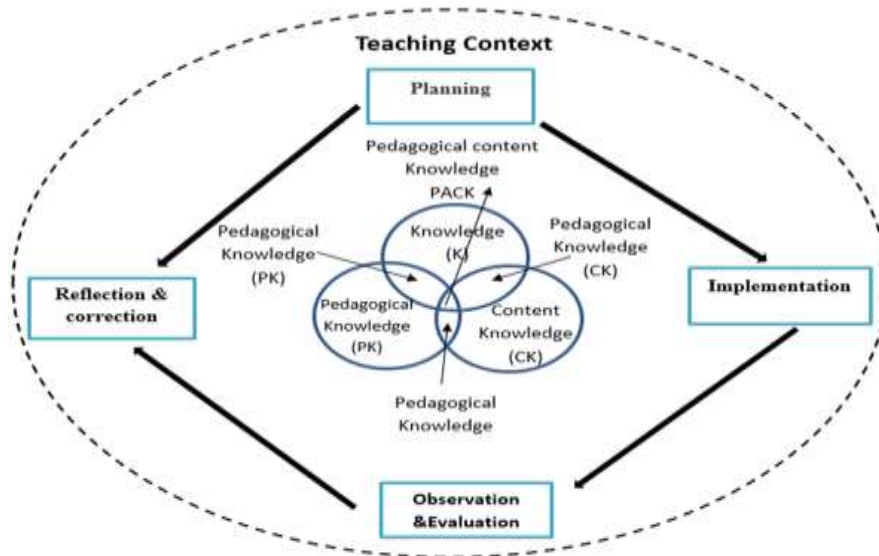 Teaching Context
Planning
Pedagogical content
Knowledge
PACK
Pedagogical
Knowledge
(PK)
Knowledge
(K)
Pedagogical
Knowledge
(CK)
Reflection &
correction
Pedagogical
Knowledge
(PK)
Content
Knowledge
(CK)
Implementation
Pedagogical
Knowledge
Observation
&Evaluation